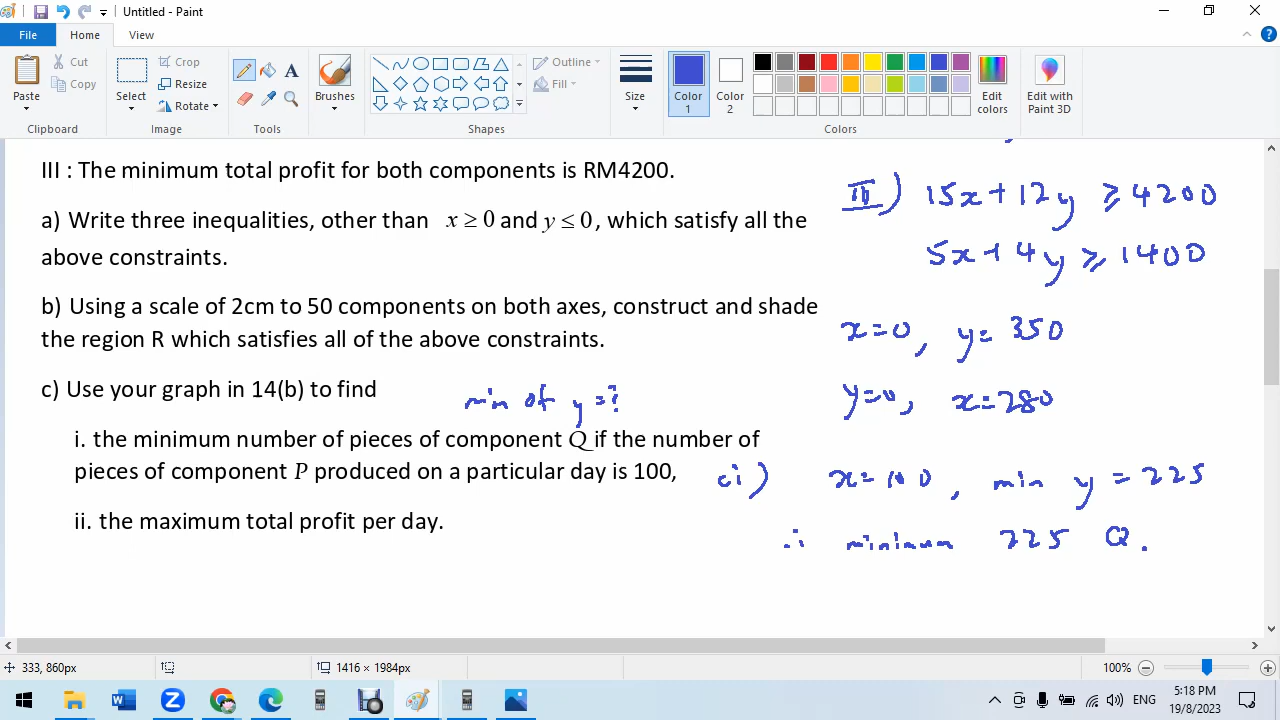 Untitled - Paint
File Home View
Paste Cut Copy Clipboard
Select Crop Resize Rotate Image
Tools
Brushes
Outline Fill Shapes
Size
Color 1 Color 2
Edit colors
Colors
Edit with Paint 3D
III : The minimum total profit for both components is RM4200.
a) Write three inequalities, other than x ≥ 0 and y ≤ 0, which satisfy all the
above constraints.
b) Using a scale of 2cm to 50 components on both axes, construct and shade
the region R which satisfies all of the above constraints.
c) Use your graph in 14(b) to find
min of y = ?
i. the minimum number of pieces of component Q if the number of
pieces of component P produced on a particular day is 100,
ii. the maximum total profit per day.
III) 15x + 12y ≥ 4200
5x + 4y ≥ 1400
x = 0, y = 350
y = 0, x = 280
ci) x = 100, min y = 225
∴ minimum 225 Q.
333, 860px
1416 × 1984px
100%
ENG
5:18 PM
19/8/2023